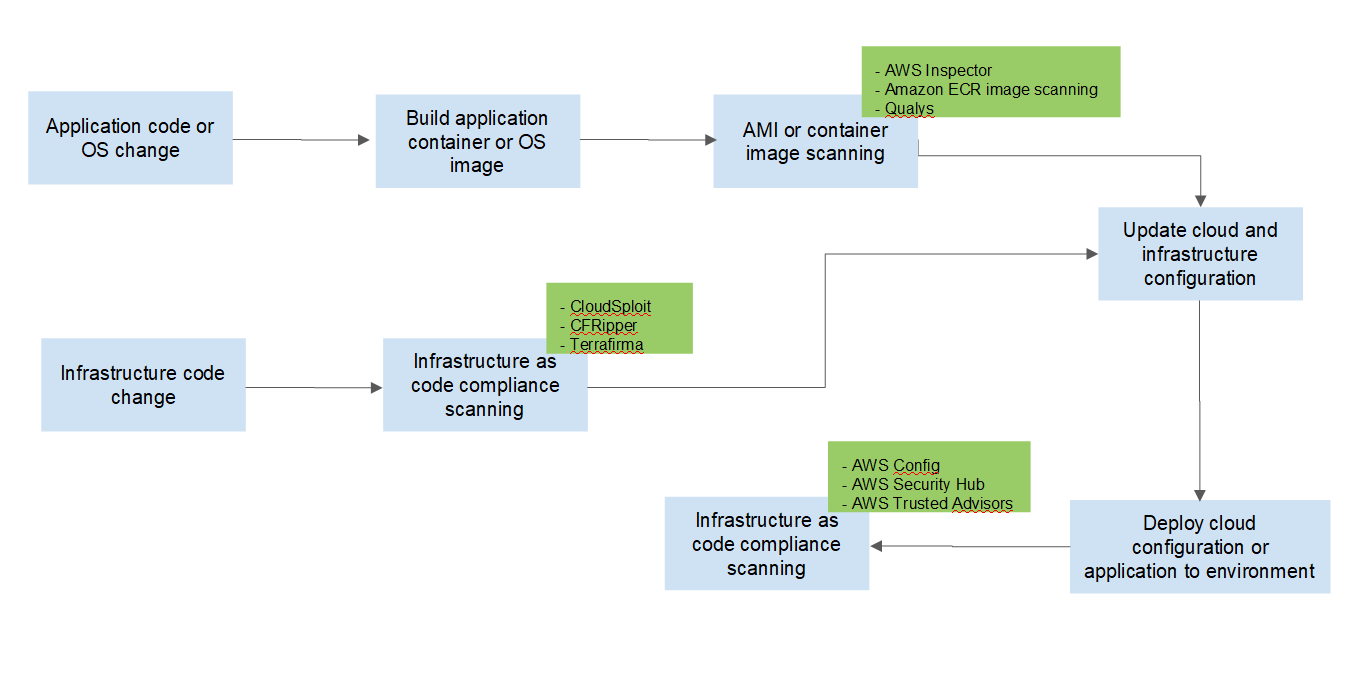 - AWS Inspector
- Amazon ECR image scanning
- Qualys
Application code or
OS change
Build application
container or OS
image
AMI or container
image scanning
Update cloud and
infrastructure
configuration
- CloudSploit
- CFRipper
- Terrafirma
Infrastructure code
change
Infrastructure as
code compliance
scanning
- AWS Config
- AWS Security Hub
- AWS Trusted Advisors
Infrastructure as
code compliance
scanning
Deploy cloud
configuration or
application to environment